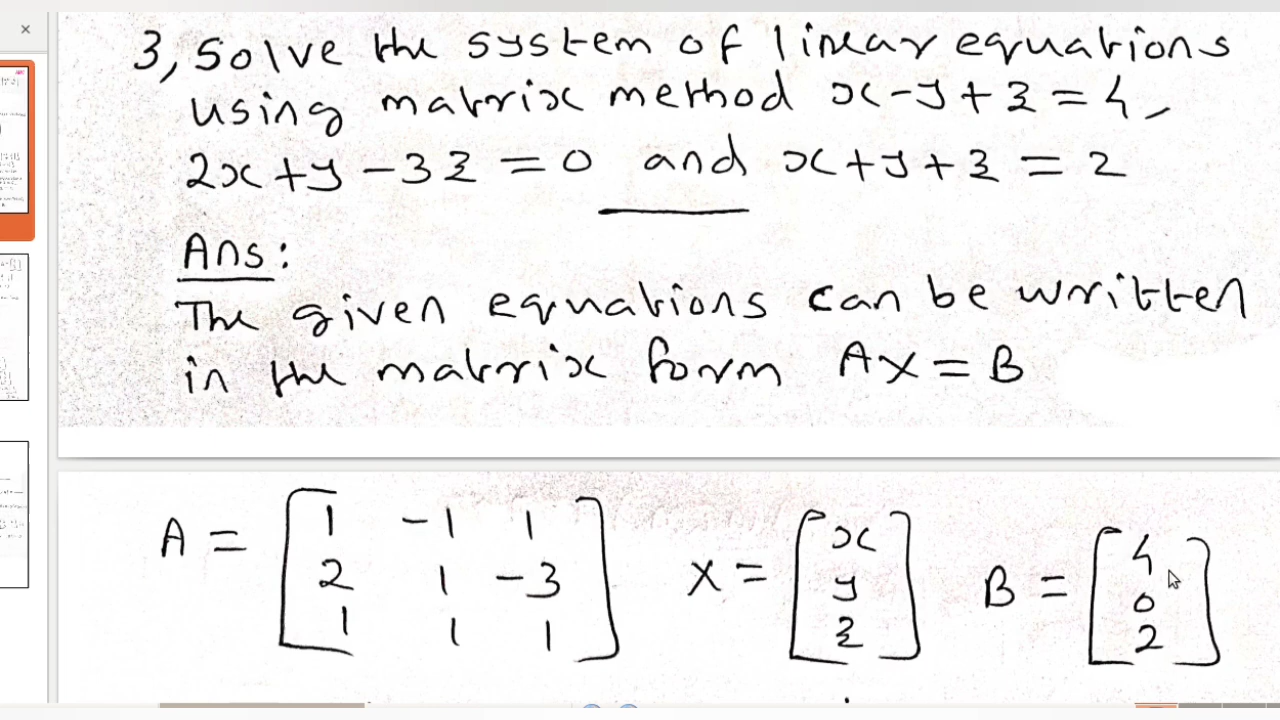 3, Solve the system of linear equations
using matrix method x-y+z=4,
2x+y-3z=0 and x+y+z=2
Ans:
The given equations can be written
in the matrix form AX=B
A = [1 -1 1 X = [x B = [4
2 1 -3 y 0
1 1 1] z] 2]